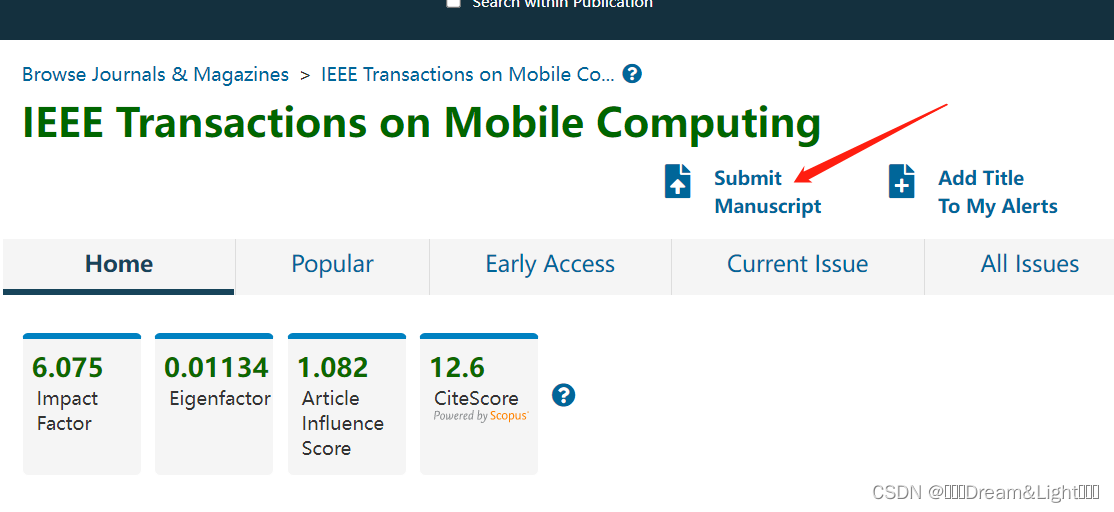 Search within Publication
Browse Journals & Magazines > IEEE Transactions on Mobile Co... ?
IEEE Transactions on Mobile Computing
Submit
Manuscript
Add Title
To My Alerts
Home
Popular
Early Access
Current Issue
All Issues
6.075
Impact
Factor
0.01134
Eigenfactor
1.082
Article
Influence
Score
12.6
CiteScore
Powered by Scopus
?
CSDN @▯▯▯Dream&Light▯▯▯